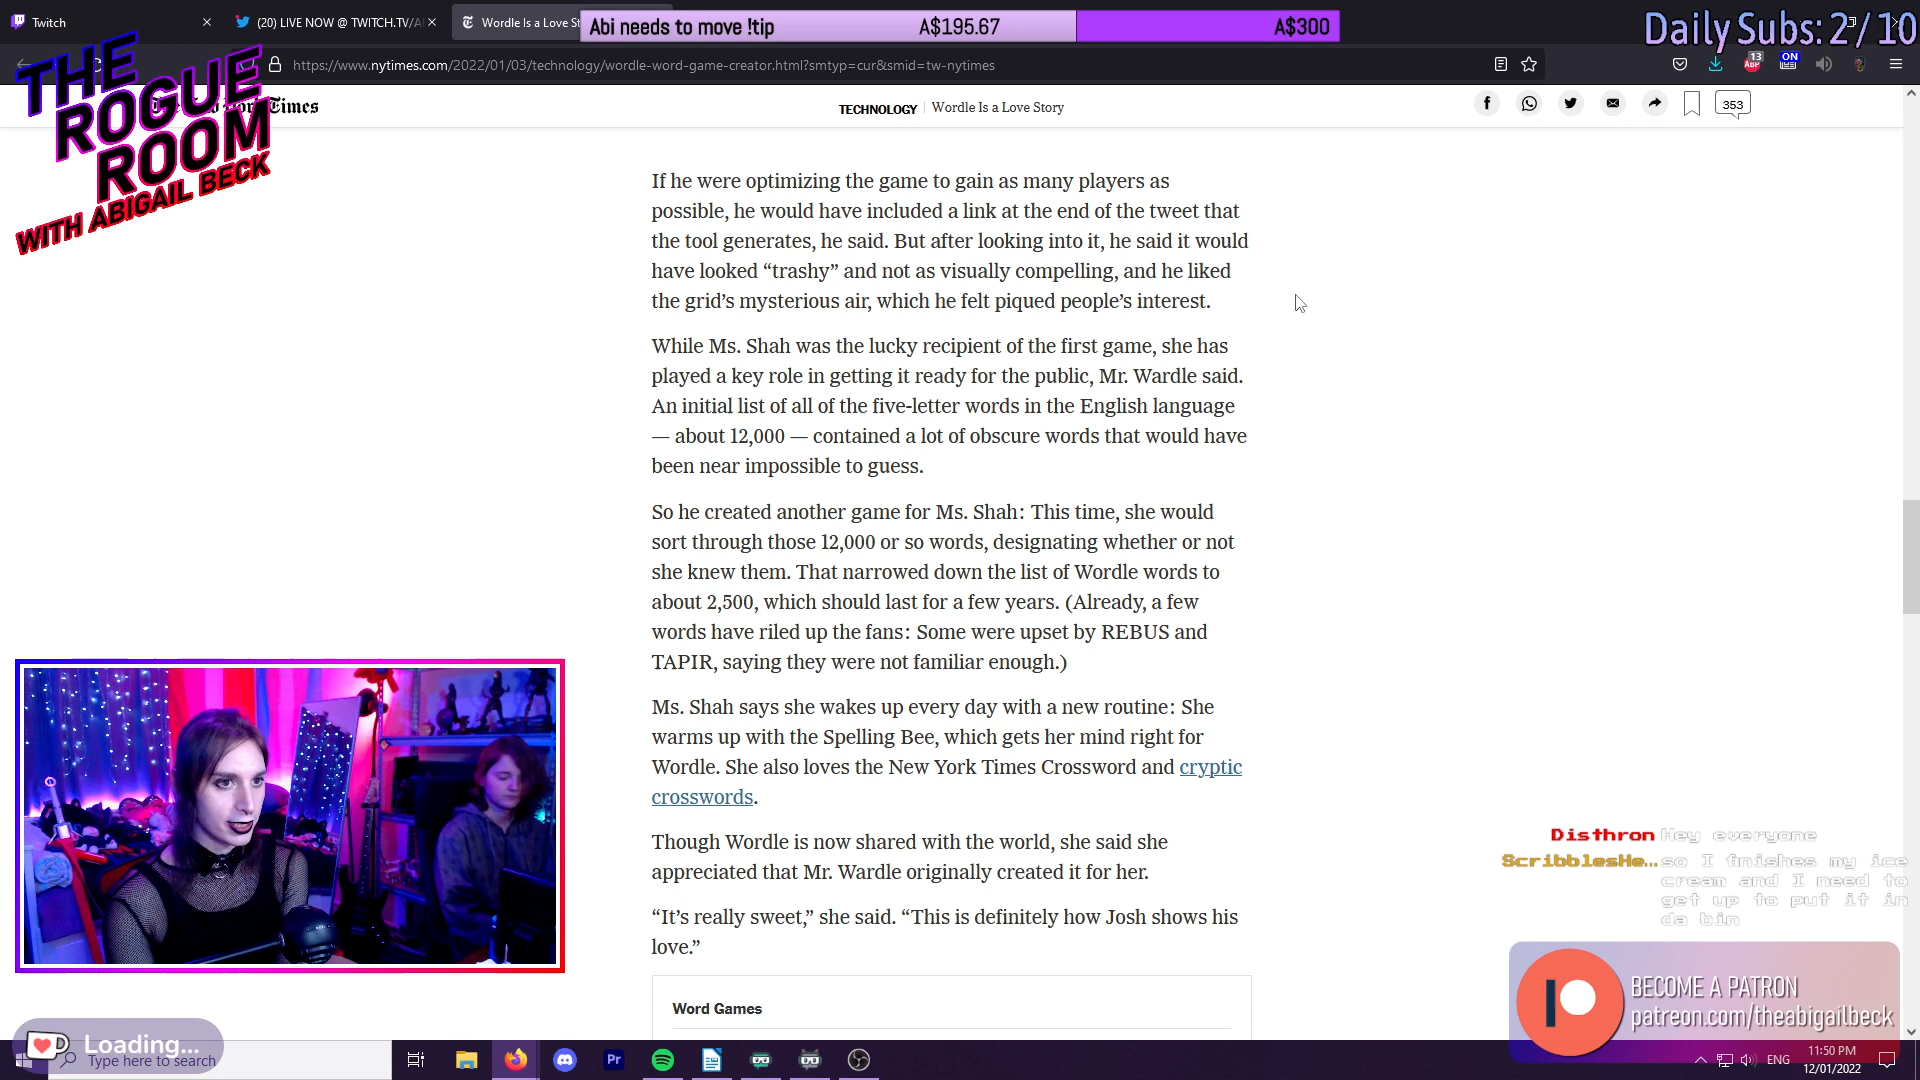 Twitch
(20) LIVE NOW @ TWITCH.TV/A
Wordle Is a Love St
Abi needs to move !tip
A$195.67
A$300
Daily Subs: 2/10
https://www.nytimes.com/2022/01/03/technology/wordle-word-game-creator.html?smtyp=cur&smid=tw-nytimes
13
ABP
ON
THE
ROGUE
ROOM
WITH ABIGAIL BECK
Times
TECHNOLOGY | Wordle Is a Love Story
353
If he were optimizing the game to gain as many players as
possible, he would have included a link at the end of the tweet that
the tool generates, he said. But after looking into it, he said it would
have looked “trashy” and not as visually compelling, and he liked
the grid’s mysterious air, which he felt piqued people’s interest.
While Ms. Shah was the lucky recipient of the first game, she has
played a key role in getting it ready for the public, Mr. Wardle said.
An initial list of all of the five-letter words in the English language
— about 12,000 — contained a lot of obscure words that would have
been near impossible to guess.
So he created another game for Ms. Shah: This time, she would
sort through those 12,000 or so words, designating whether or not
she knew them. That narrowed down the list of Wordle words to
about 2,500, which should last for a few years. (Already, a few
words have riled up the fans: Some were upset by REBUS and
TAPIR, saying they were not familiar enough.)
Ms. Shah says she wakes up every day with a new routine: She
warms up with the Spelling Bee, which gets her mind right for
Wordle. She also loves the New York Times Crossword and cryptic
crosswords.
Though Wordle is now shared with the world, she said she
appreciated that Mr. Wardle originally created it for her.
“It’s really sweet,” she said. “This is definitely how Josh shows his
love.”
Word Games
Disthron Hey everyone
ScribblesHe... so I finishes my ice
cream and I need to
get up to put it in
da bin
BECOME A PATRON
patreon.com/theabigailbeck
Loading...
Type here to search
Pr
ENG
11:50 PM
12/01/2022